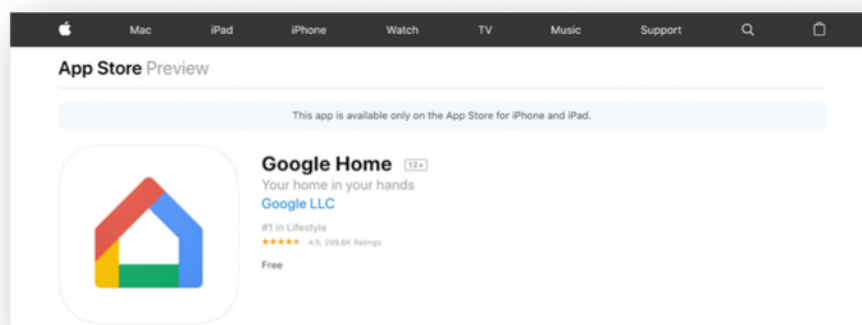 Mac iPad iPhone Watch TV Music Support
App Store Preview
This app is available only on the App Store for iPhone and iPad.
Google Home 12+
Your home in your hands
Google LLC
#1 in Lifestyle
4.5, 209.6K Ratings
Free